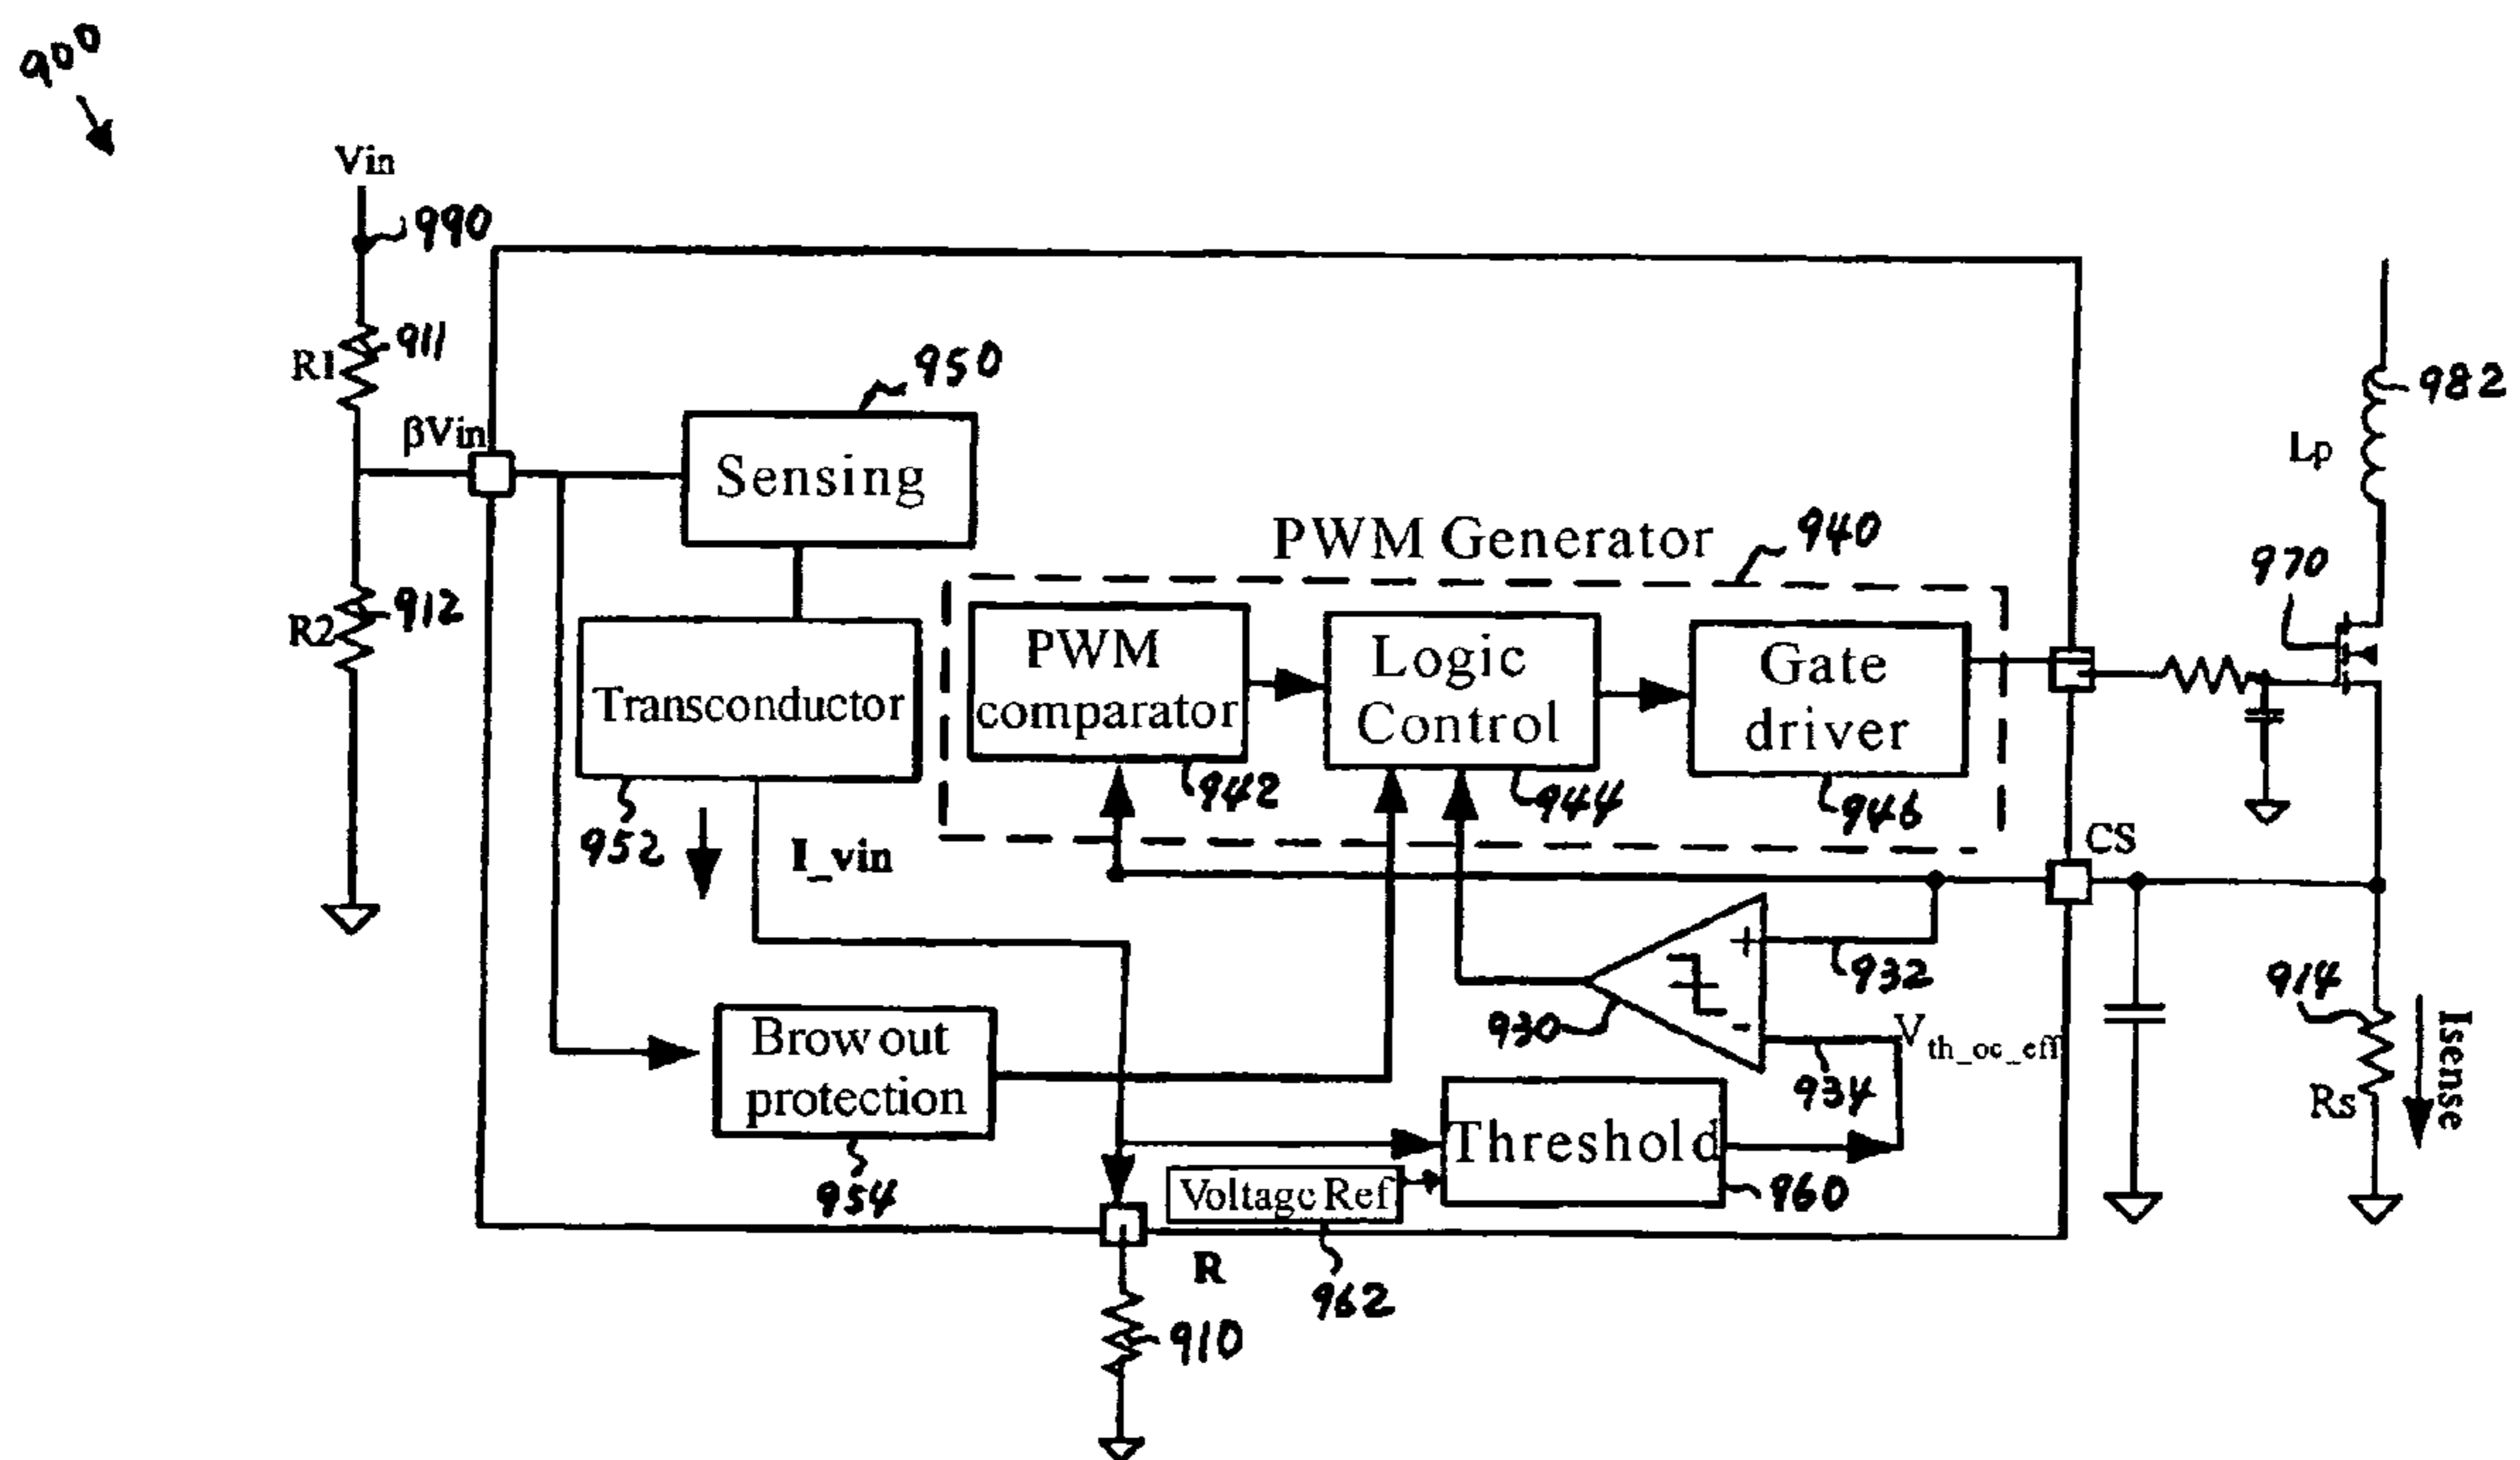 900
Vin
990
R1
911
βVin
950
Sensing
982
Lp
PWM Generator
940
970
R2
912
Transconductor
PWM
comparator
Logic
Control
Gate
driver
952
I_vin
942
944
946
CS
+
932
930
-
Vth_oc_eff
934
914
Rs
Isense
Browout
protection
954
Threshold
960
Voltage Ref
962
R
910